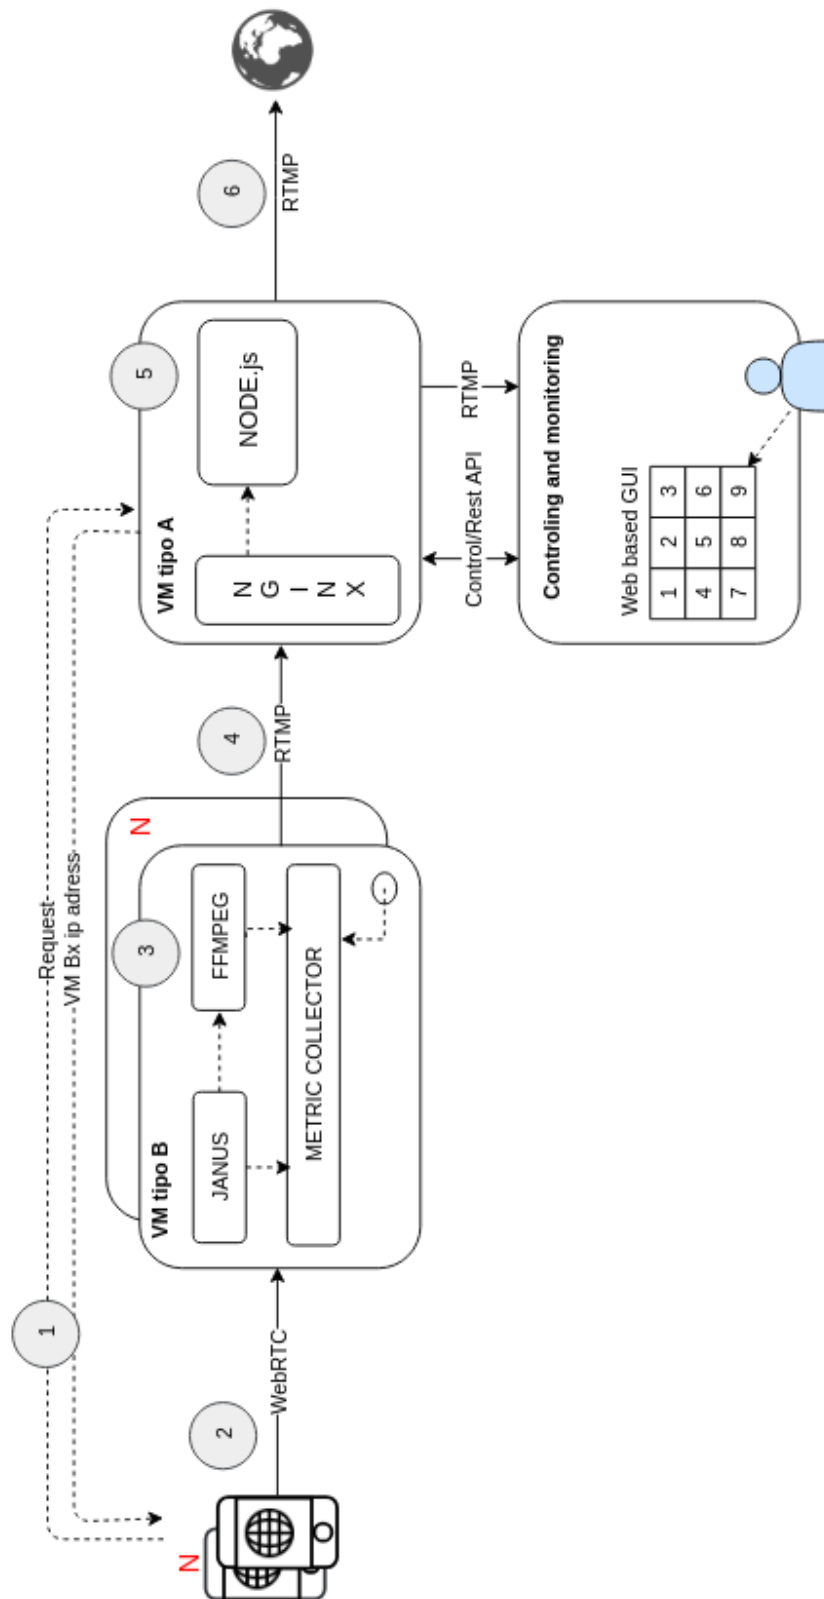 1
Request
VM Bx ip adress
N
2
WebRTC
VM tipo B
3
N
JANUS
FFMPEG
METRIC COLLECTOR
4
RTMP
VM tipo A
5
N
G
I
N
X
NODE.js
6
RTMP
Control/Rest API
RTMP
Controling and monitoring
Web based GUI
1 2 3
4 5 6
7 8 9